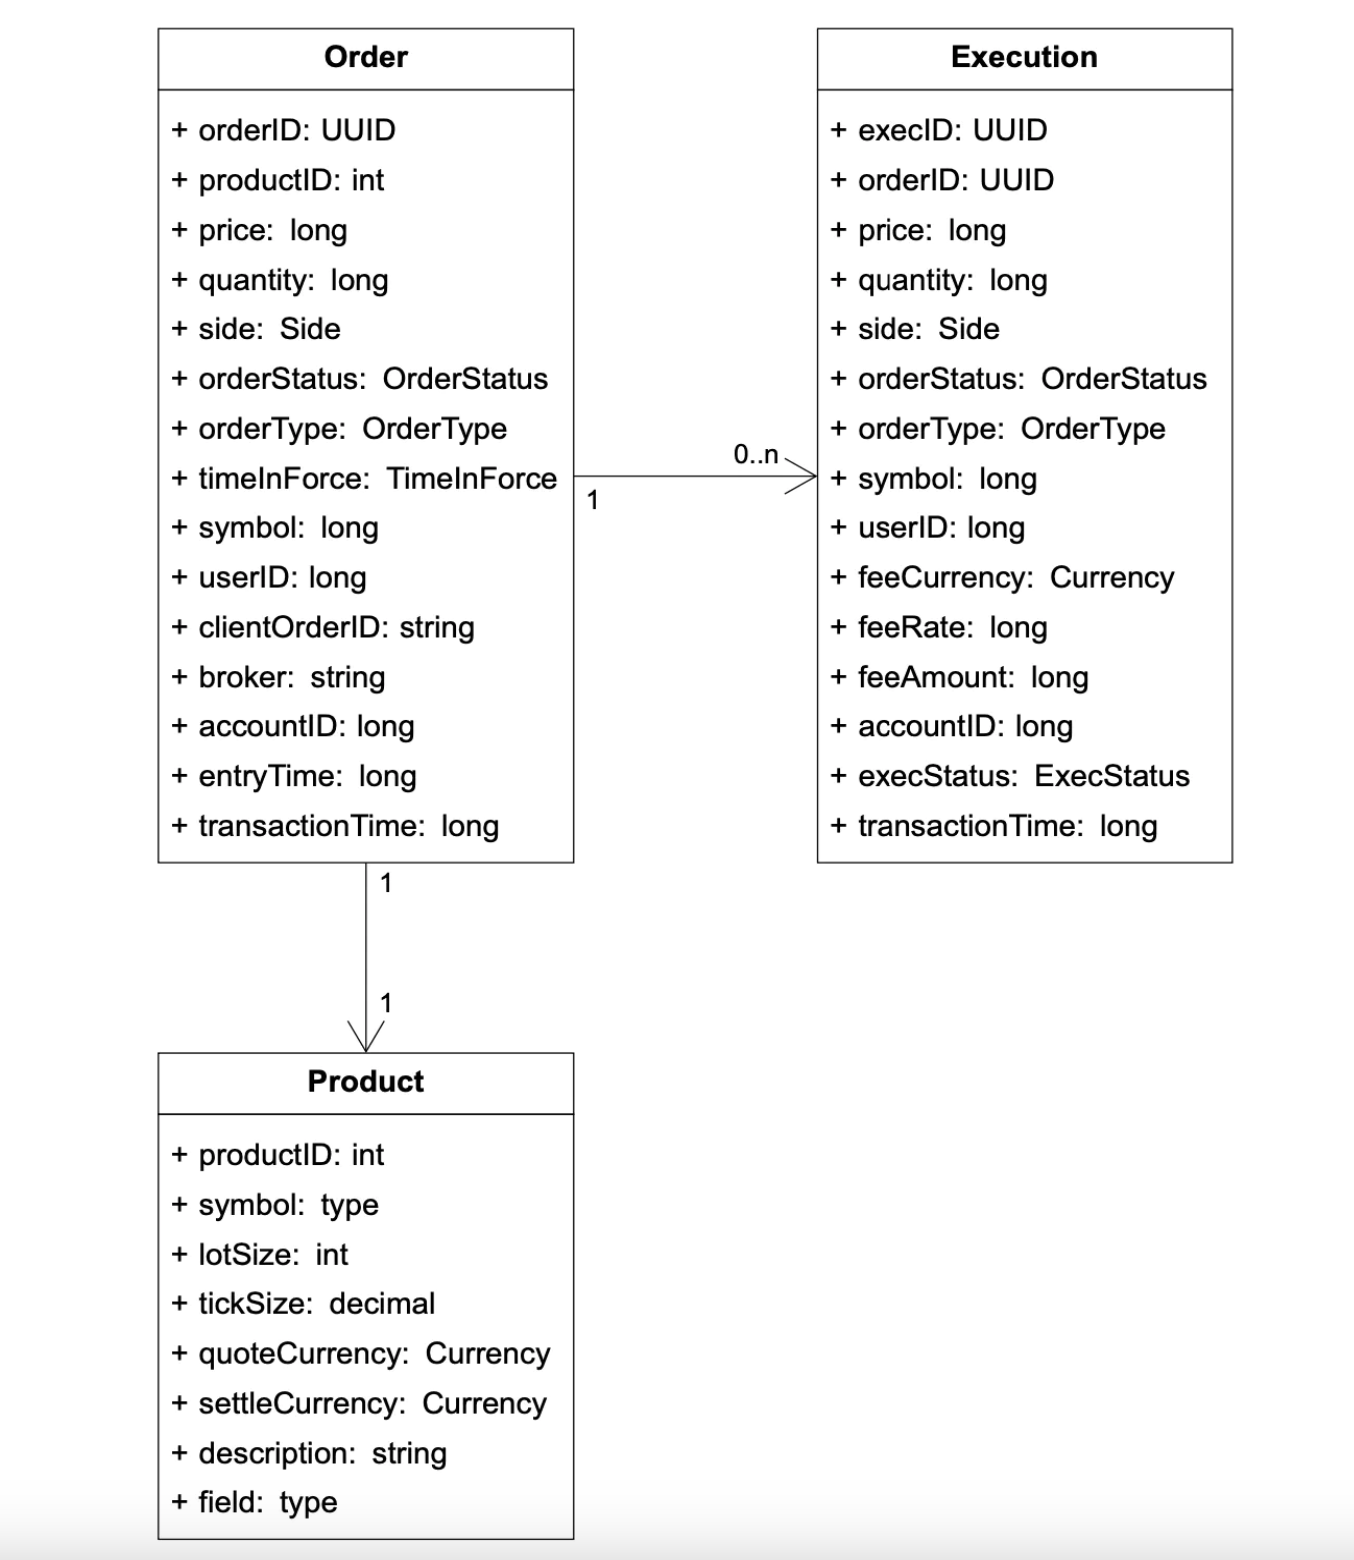 Order
+ orderID: UUID
+ productID: int
+ price: long
+ quantity: long
+ side: Side
+ orderStatus: OrderStatus
+ orderType: OrderType
+ timeInForce: TimeInForce
+ symbol: long
+ userID: long
+ clientOrderID: string
+ broker: string
+ accountID: long
+ entryTime: long
+ transactionTime: long
1
0..n
Execution
+ execID: UUID
+ orderID: UUID
+ price: long
+ quantity: long
+ side: Side
+ orderStatus: OrderStatus
+ orderType: OrderType
+ symbol: long
+ userID: long
+ feeCurrency: Currency
+ feeRate: long
+ feeAmount: long
+ accountID: long
+ execStatus: ExecStatus
+ transactionTime: long
1
1
Product
+ productID: int
+ symbol: type
+ lotSize: int
+ tickSize: decimal
+ quoteCurrency: Currency
+ settleCurrency: Currency
+ description: string
+ field: type